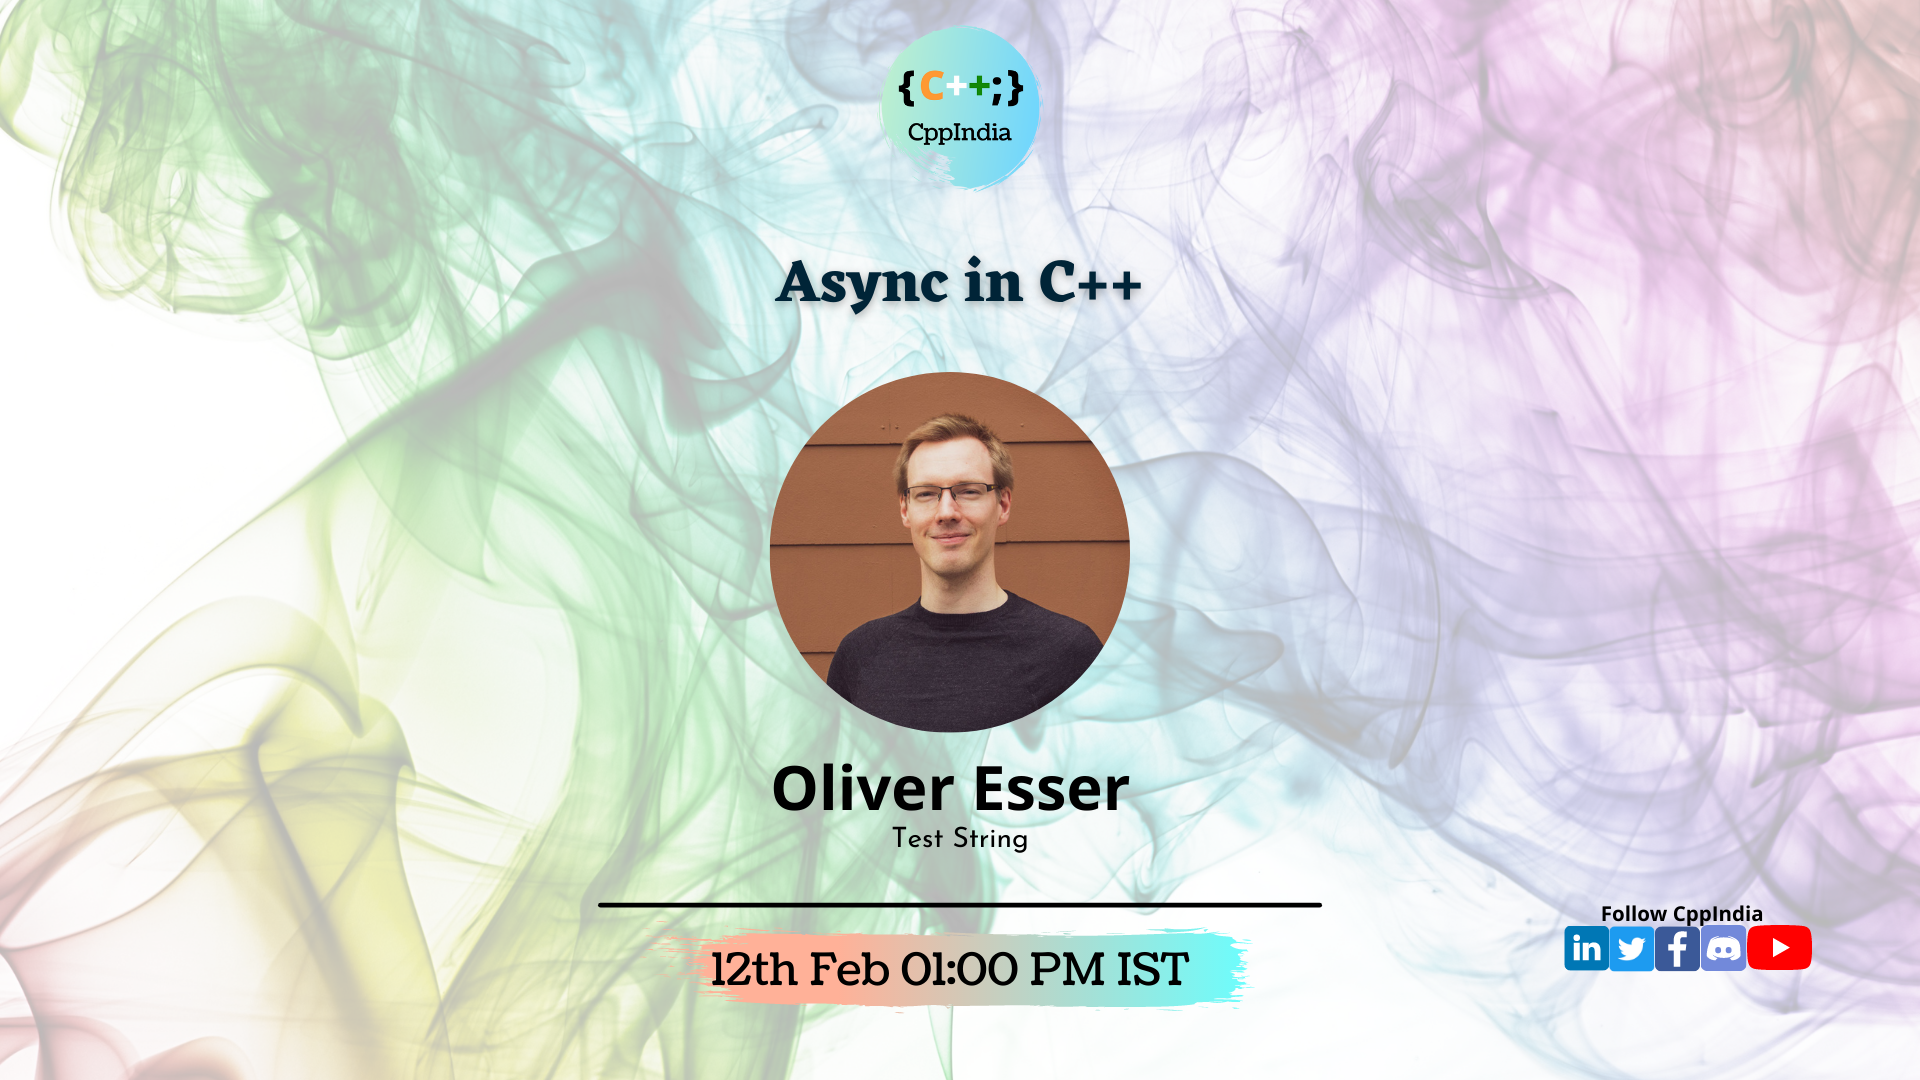 {C++;}
CppIndia
Async in C++
Oliver Esser
Test String
12th Feb 01:00 PM IST
Follow CppIndia
in
f